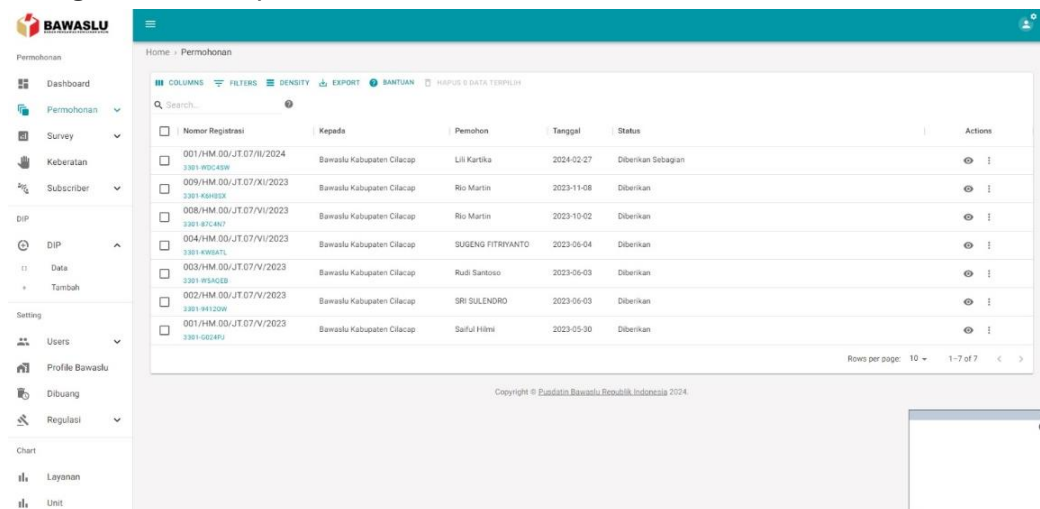 BAWASLU
Permohonan
Dashboard
Permohonan
Survey
Keberatan
Subscriber
DIP
DIP
Data
Tambah
Setting
Users
Profile Bawaslu
Dibuang
Regulasi
Chart
Layanan
Unit
Home › Permohonan
COLUMNS FILTERS DENSITY EXPORT BANTUAN HAPUS 0 DATA TERPILIH
Search...
Nomor Registrasi Kepada Pemohon Tanggal Status Actions
001/HM.00/JT.07/II/2024 Bawaslu Kabupaten Cilacap Lili Kartika 2024-02-27 Diberikan Sebagian
3301-WDC4SW
009/HM.00/JT.07/XI/2023 Bawaslu Kabupaten Cilacap Rio Martin 2023-11-08 Diberikan
008/HM.00/JT.07/VI/2023 Bawaslu Kabupaten Cilacap Rio Martin 2023-10-02 Diberikan
3301-87C4N7
004/HM.00/JT.07/VI/2023 Bawaslu Kabupaten Cilacap SUGENG FITRIYANTO 2023-06-04 Diberikan
003/HM.00/JT.07/V/2023 Bawaslu Kabupaten Cilacap Rudi Santoso 2023-06-03 Diberikan
002/HM.00/JT.07/V/2023 Bawaslu Kabupaten Cilacap SRI SULENDRO 2023-06-03 Diberikan
001/HM.00/JT.07/V/2023 Bawaslu Kabupaten Cilacap Saiful Hilmi 2023-05-30 Diberikan
Rows per page: 10 1–7 of 7
Copyright © Pusdatin Bawaslu Republik Indonesia 2024.